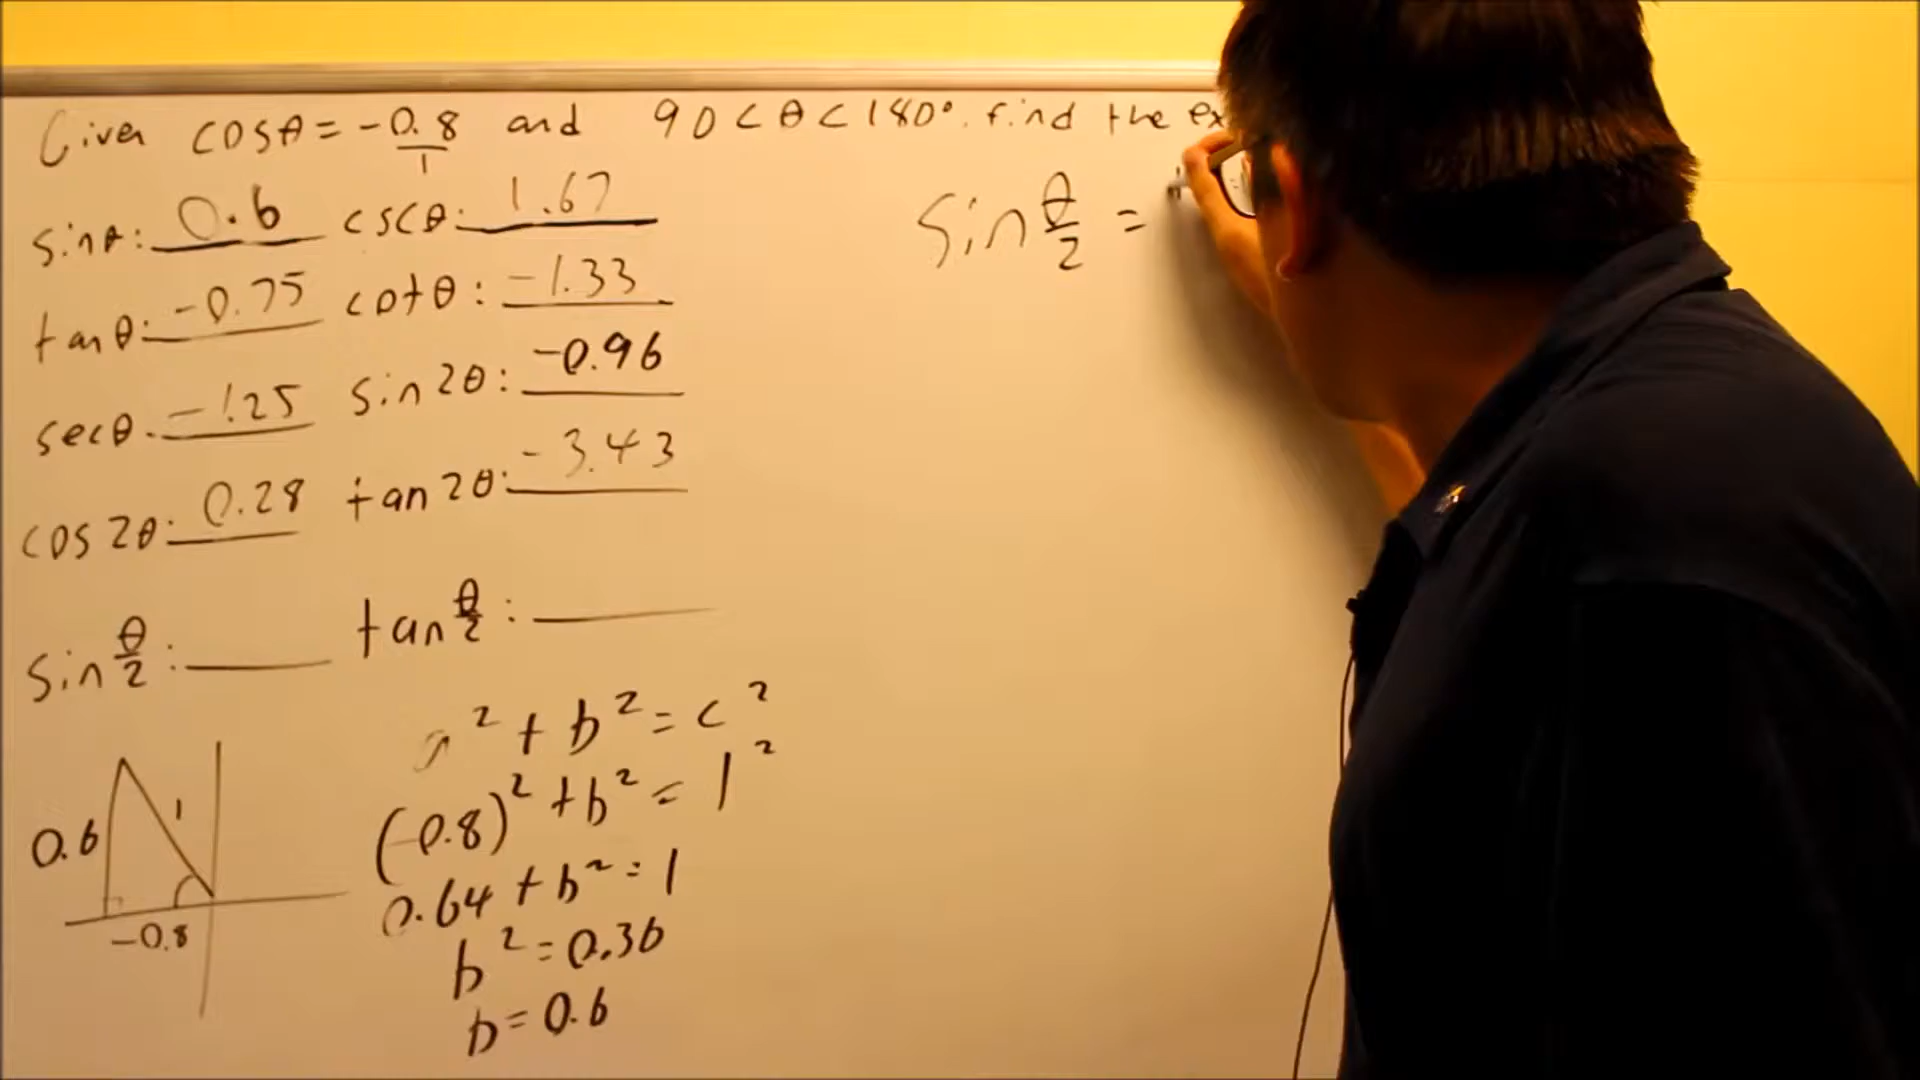 Given cosθ = -0.8/1 and 90<θ<180°. find the ex
sinθ: 0.6 cscθ: 1.67
tanθ: -0.75 cotθ: -1.33
secθ: -1.25 sin2θ: -0.96
cos2θ: 0.28 tan2θ: -3.43
sin θ/2: tan θ/2:
sin θ/2 =
a² + b² = c²
(-0.8)² + b² = 1²
0.64 + b² = 1
b² = 0.36
b = 0.6
0.6
1
-0.8